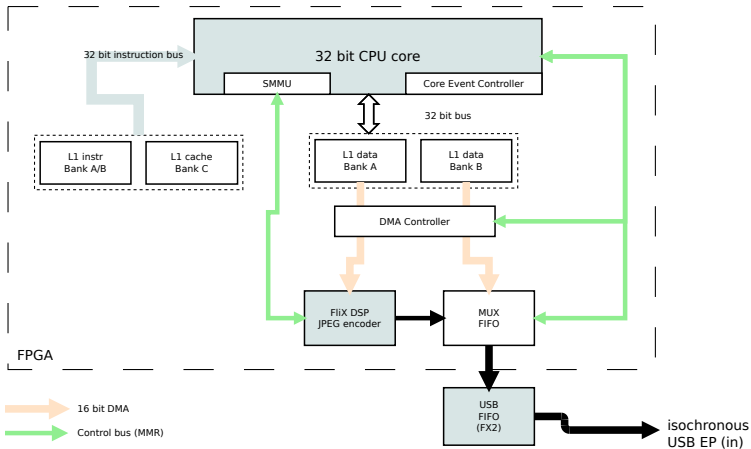 32 bit instruction bus
32 bit CPU core
SMMU
Core Event Controller
32 bit bus
L1 instr
Bank A/B
L1 cache
Bank C
L1 data
Bank A
L1 data
Bank B
DMA Controller
FliX DSP
JPEG encoder
MUX
FIFO
FPGA
USB
FIFO
(FX2)
16 bit DMA
Control bus (MMR)
isochronous
USB EP (in)